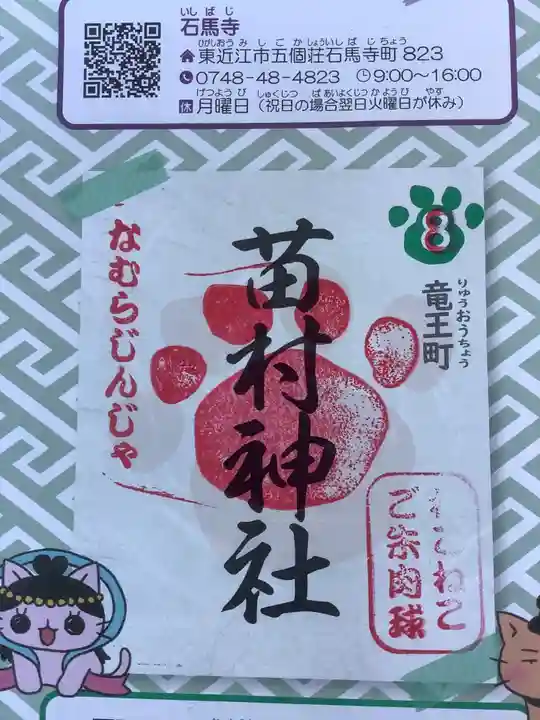 いしばじ
石馬寺
ひがしおうみしごかしょういしばじちょう
東近江市五個荘石馬寺町 823
0748-48-4823 9:00〜16:00
げつようび しゅくじつ ばあいよくじつかようび やす
休 月曜日(祝日の場合翌日火曜日が休み)
8
りゅうおうちょう
竜王町
苗村神社
なむらじんじゃ
ねこ
ご朱肉球